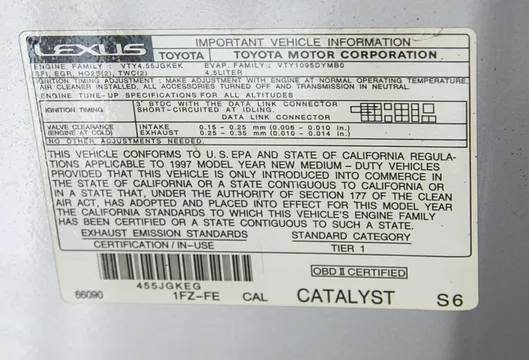 LEXUS
IMPORTANT VEHICLE INFORMATION
TOYOTA TOYOTA MOTOR CORPORATION
ENGINE FAMILY : VTY4.55JGKEK EVAP. FAMILY : VTY1095DYMB0
SFI, EGR, HO2S(2), TWC(2) 4.5LITER
IGNITION TIMING ADJUSTMENT : MAKE ADJUSTMENT WITH ENGINE AT NORMAL OPERATING TEMPERATURE,
AIR CLEANER INSTALLED, ALL ACCESSORIES TURNED OFF AND TRANSMISSION IN NEUTRAL.
ENGINE TUNE-UP SPECIFICATIONS FOR ALL ALTITUDES
IGNITION TIMING 3° BTDC WITH THE DATA LINK CONNECTOR
SHORT-CIRCUITED AT IDLING.
DATA LINK CONNECTOR
VALVE CLEARANCE INTAKE 0.15 - 0.25 mm (0.006 - 0.010 in.)
(ENGINE AT COLD) EXHAUST 0.25 - 0.35 mm (0.010 - 0.014 in.)
NO OTHER ADJUSTMENTS NEEDED.
THIS VEHICLE CONFORMS TO U.S.EPA AND STATE OF CALIFORNIA REGULA-
TIONS APPLICABLE TO 1997 MODEL YEAR NEW MEDIUM - DUTY VEHICLES
PROVIDED THAT THIS VEHICLE IS ONLY INTRODUCED INTO COMMERCE IN
THE STATE OF CALIFORNIA OR A STATE CONTIGUOUS TO CALIFORNIA OR
IN A STATE THAT, UNDER THE AUTHORITY OF SECTION 177 OF THE CLEAN
AIR ACT, HAS ADOPTED AND PLACED INTO EFFECT FOR THIS MODEL YEAR
THE CALIFORNIA STANDARDS TO WHICH THIS VEHICLE'S ENGINE FAMILY
HAS BEEN CERTIFIED OR A STATE CONTIGUOUS TO SUCH A STATE.
EXHAUST EMISSION STANDARDS STANDARD CATEGORY
CERTIFICATION / IN-USE TIER 1
OBD II CERTIFIED
455JGKEG
66090 1FZ-FE CAL CATALYST S6